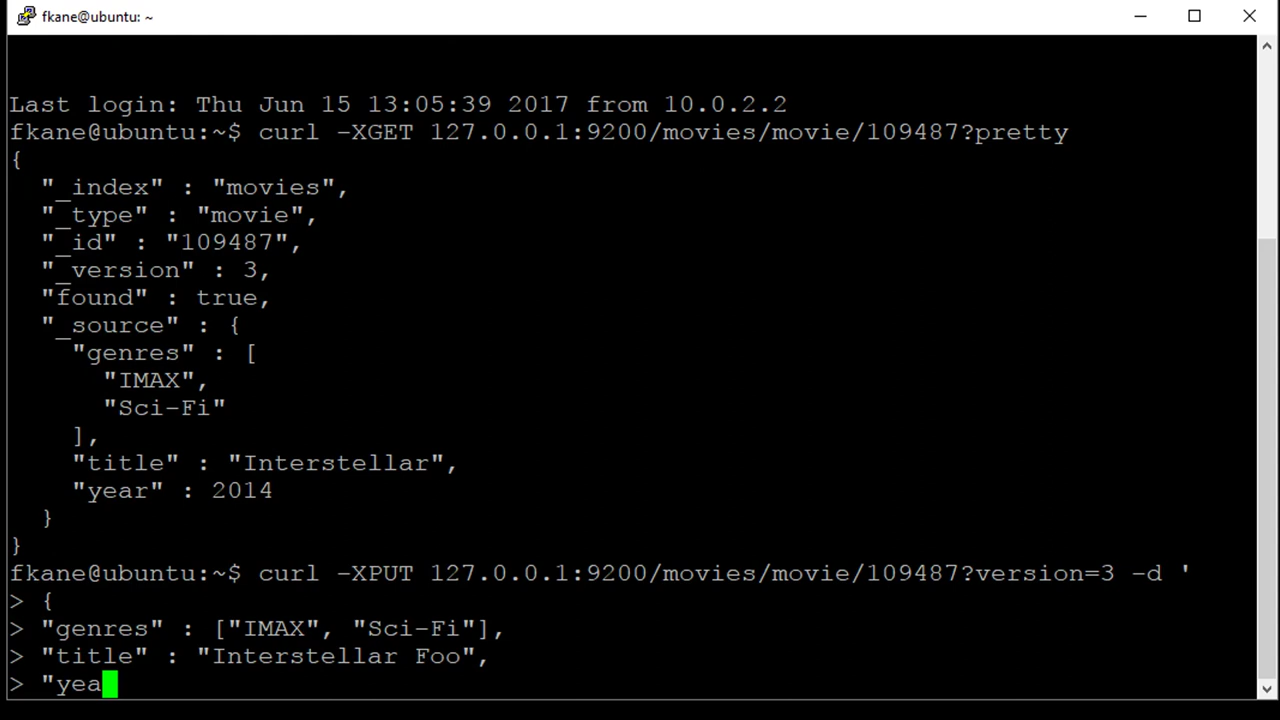 fkane@ubuntu: ~
Last login: Thu Jun 15 13:05:39 2017 from 10.0.2.2
fkane@ubuntu:~$ curl -XGET 127.0.0.1:9200/movies/movie/109487?pretty
{
  "_index" : "movies",
  "_type" : "movie",
  "_id" : "109487",
  "_version" : 3,
  "found" : true,
  "_source" : {
    "genres" : [
      "IMAX",
      "Sci-Fi"
    ],
    "title" : "Interstellar",
    "year" : 2014
  }
}
fkane@ubuntu:~$ curl -XPUT 127.0.0.1:9200/movies/movie/109487?version=3 -d '
> {
> "genres" : ["IMAX", "Sci-Fi"],
> "title" : "Interstellar Foo",
> "yea